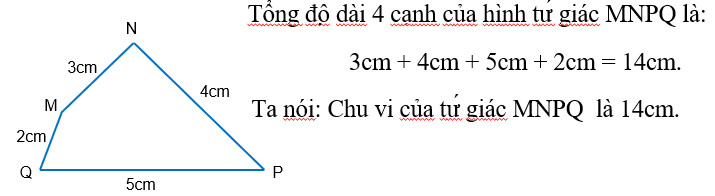 Tổng độ dài 4 cạnh của hình tứ giác MNPQ là:
3cm + 4cm + 5cm + 2cm = 14cm.
Ta nói: Chu vi của tứ giác MNPQ là 14cm.
N
3cm
4cm
M
2cm
Q
P
5cm